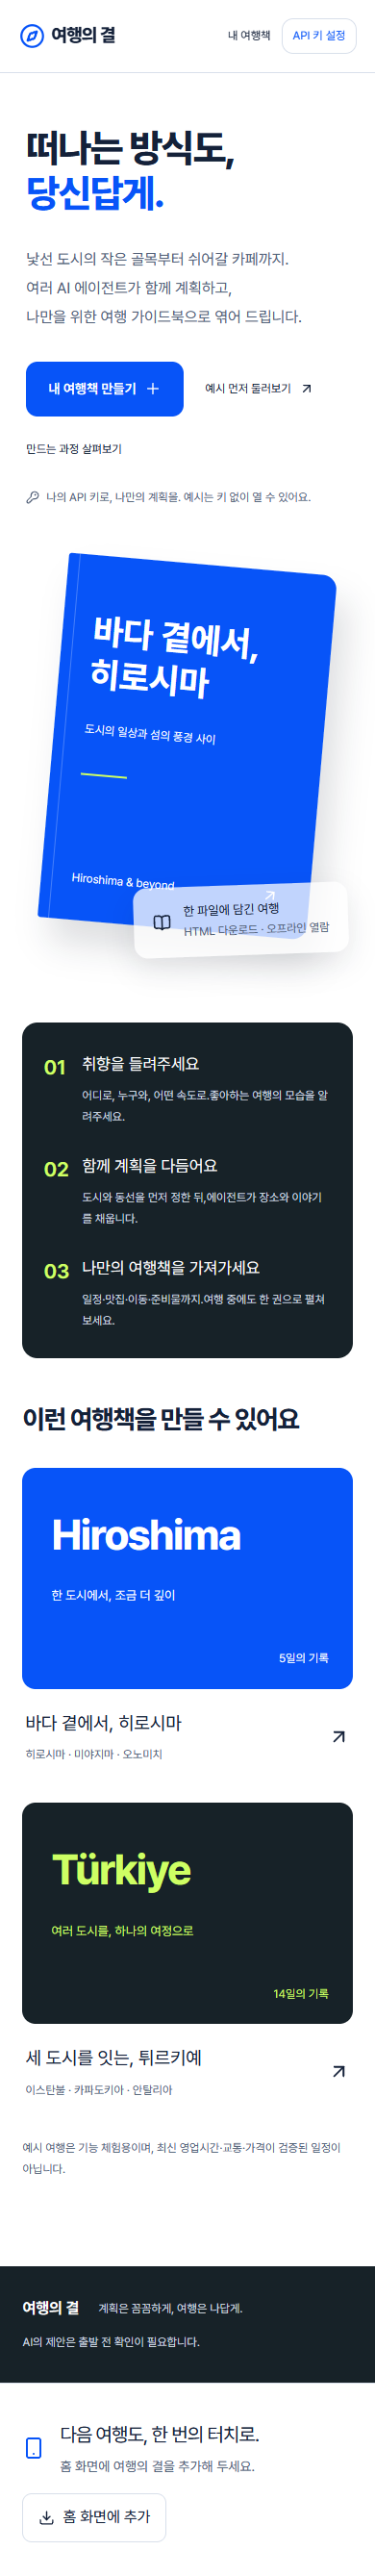 여행의 결
내 여행책
API 키 설정
떠나는 방식도,
당신답게.
낯선 도시의 작은 골목부터 쉬어갈 카페까지.
여러 AI 에이전트가 함께 계획하고,
나만을 위한 여행 가이드북으로 엮어 드립니다.
내 여행책 만들기
예시 먼저 둘러보기
만드는 과정 살펴보기
나의 API 키로, 나만의 계획을. 예시는 키 없이 열 수 있어요.
바다 곁에서,
히로시마
도시의 일상과 섬의 풍경 사이
Hiroshima & beyond
한 파일에 담긴 여행
HTML 다운로드 · 오프라인 열람
01 취향을 들려주세요
어디로, 누구와, 어떤 속도로.좋아하는 여행의 모습을 알
려주세요.
02 함께 계획을 다듬어요
도시와 동선을 먼저 정한 뒤,에이전트가 장소와 이야기
를 채웁니다.
03 나만의 여행책을 가져가세요
일정·맛집·이동·준비물까지.여행 중에도 한 권으로 펼쳐
보세요.
이런 여행책을 만들 수 있어요
Hiroshima
한 도시에서, 조금 더 깊이
5일의 기록
바다 곁에서, 히로시마
히로시마 · 미야지마 · 오노미치
Türkiye
여러 도시를, 하나의 여정으로
14일의 기록
세 도시를 잇는, 튀르키예
이스탄불 · 카파도키아 · 안탈리아
예시 여행은 기능 체험용이며, 최신 영업시간·교통·가격이 검증된 일정이
아닙니다.
여행의 결
계획은 꼼꼼하게, 여행은 나답게.
AI의 제안은 출발 전 확인이 필요합니다.
다음 여행도, 한 번의 터치로.
홈 화면에 여행의 결을 추가해 두세요.
홈 화면에 추가